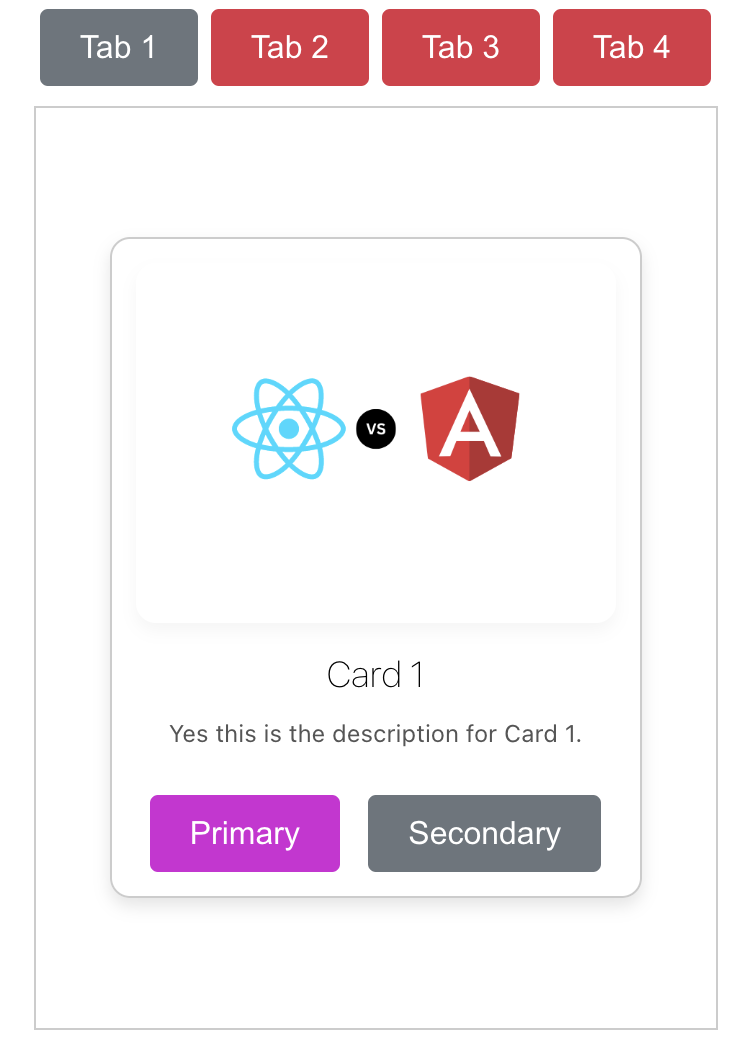 Tab 1 Tab 2 Tab 3 Tab 4
VS
A
Card 1
Yes this is the description for Card 1.
Primary Secondary